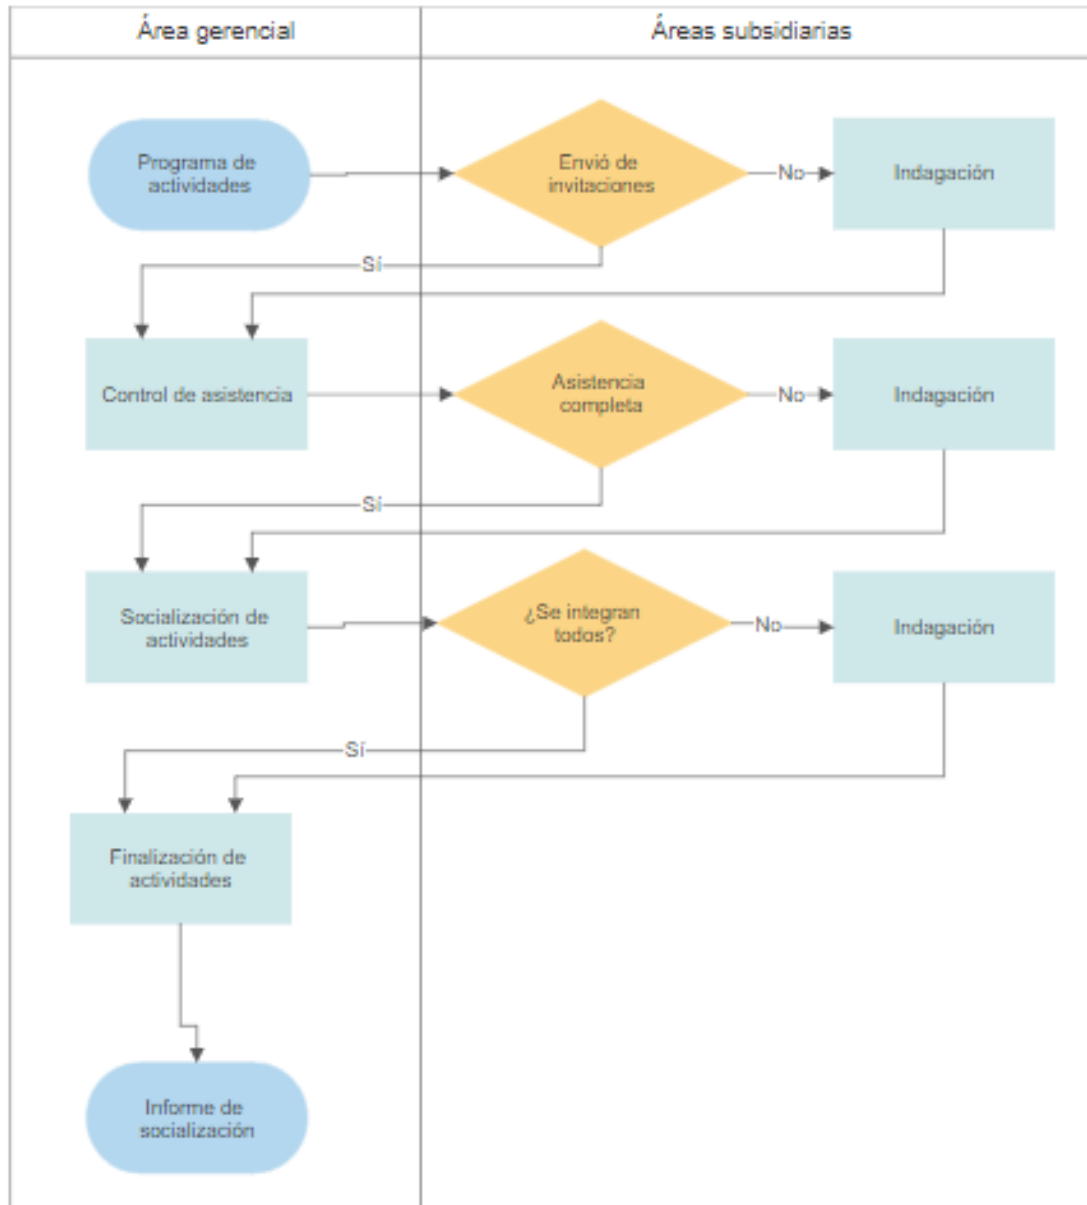 Área gerencial
Áreas subsidiarias
Programa de
actividades
Envió de
invitaciones
No
Indagación
Sí
Control de asistencia
Asistencia
completa
No
Indagación
Sí
Socialización de
actividades
¿Se integran
todos?
No
Indagación
Sí
Finalización de
actividades
Informe de
socialización